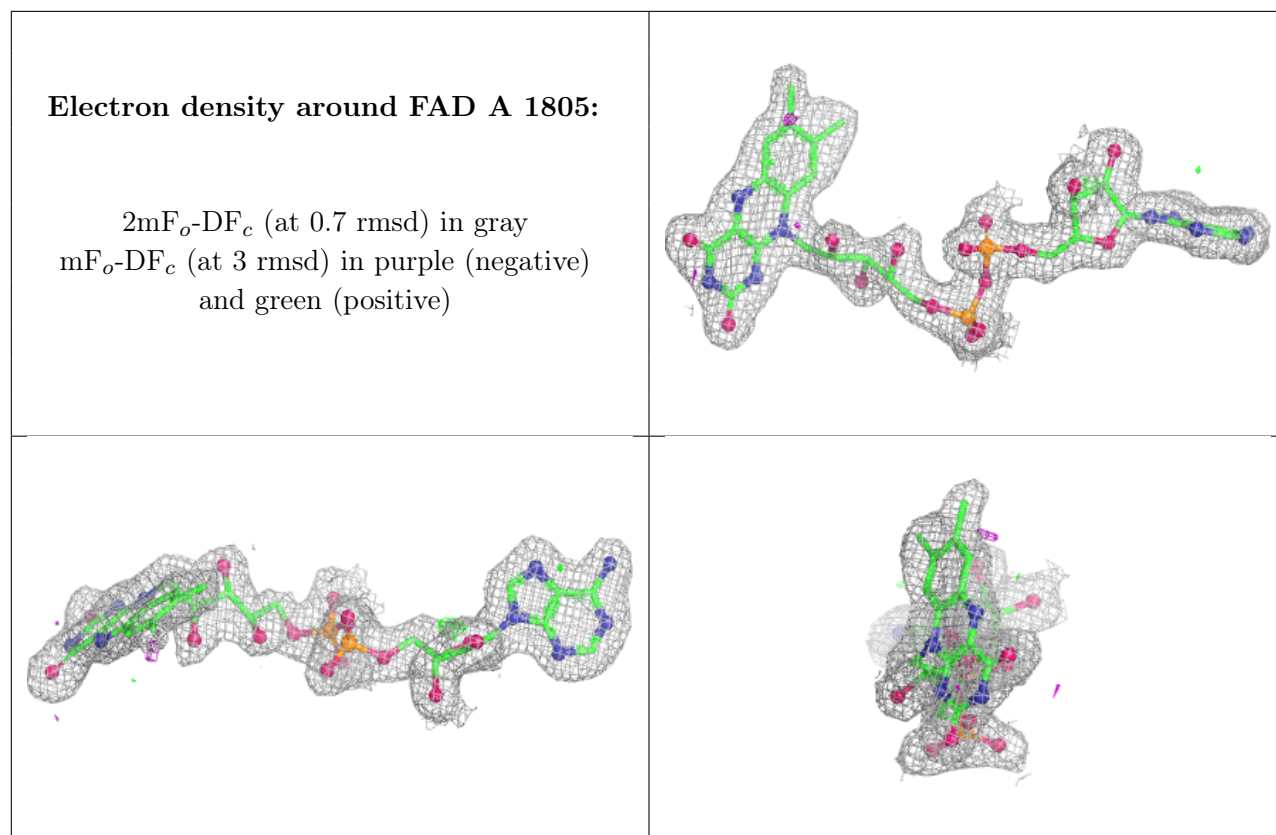 Electron density around FAD A 1805:
2mFo-DFc (at 0.7 rmsd) in gray
mFo-DFc (at 3 rmsd) in purple (negative)
and green (positive)